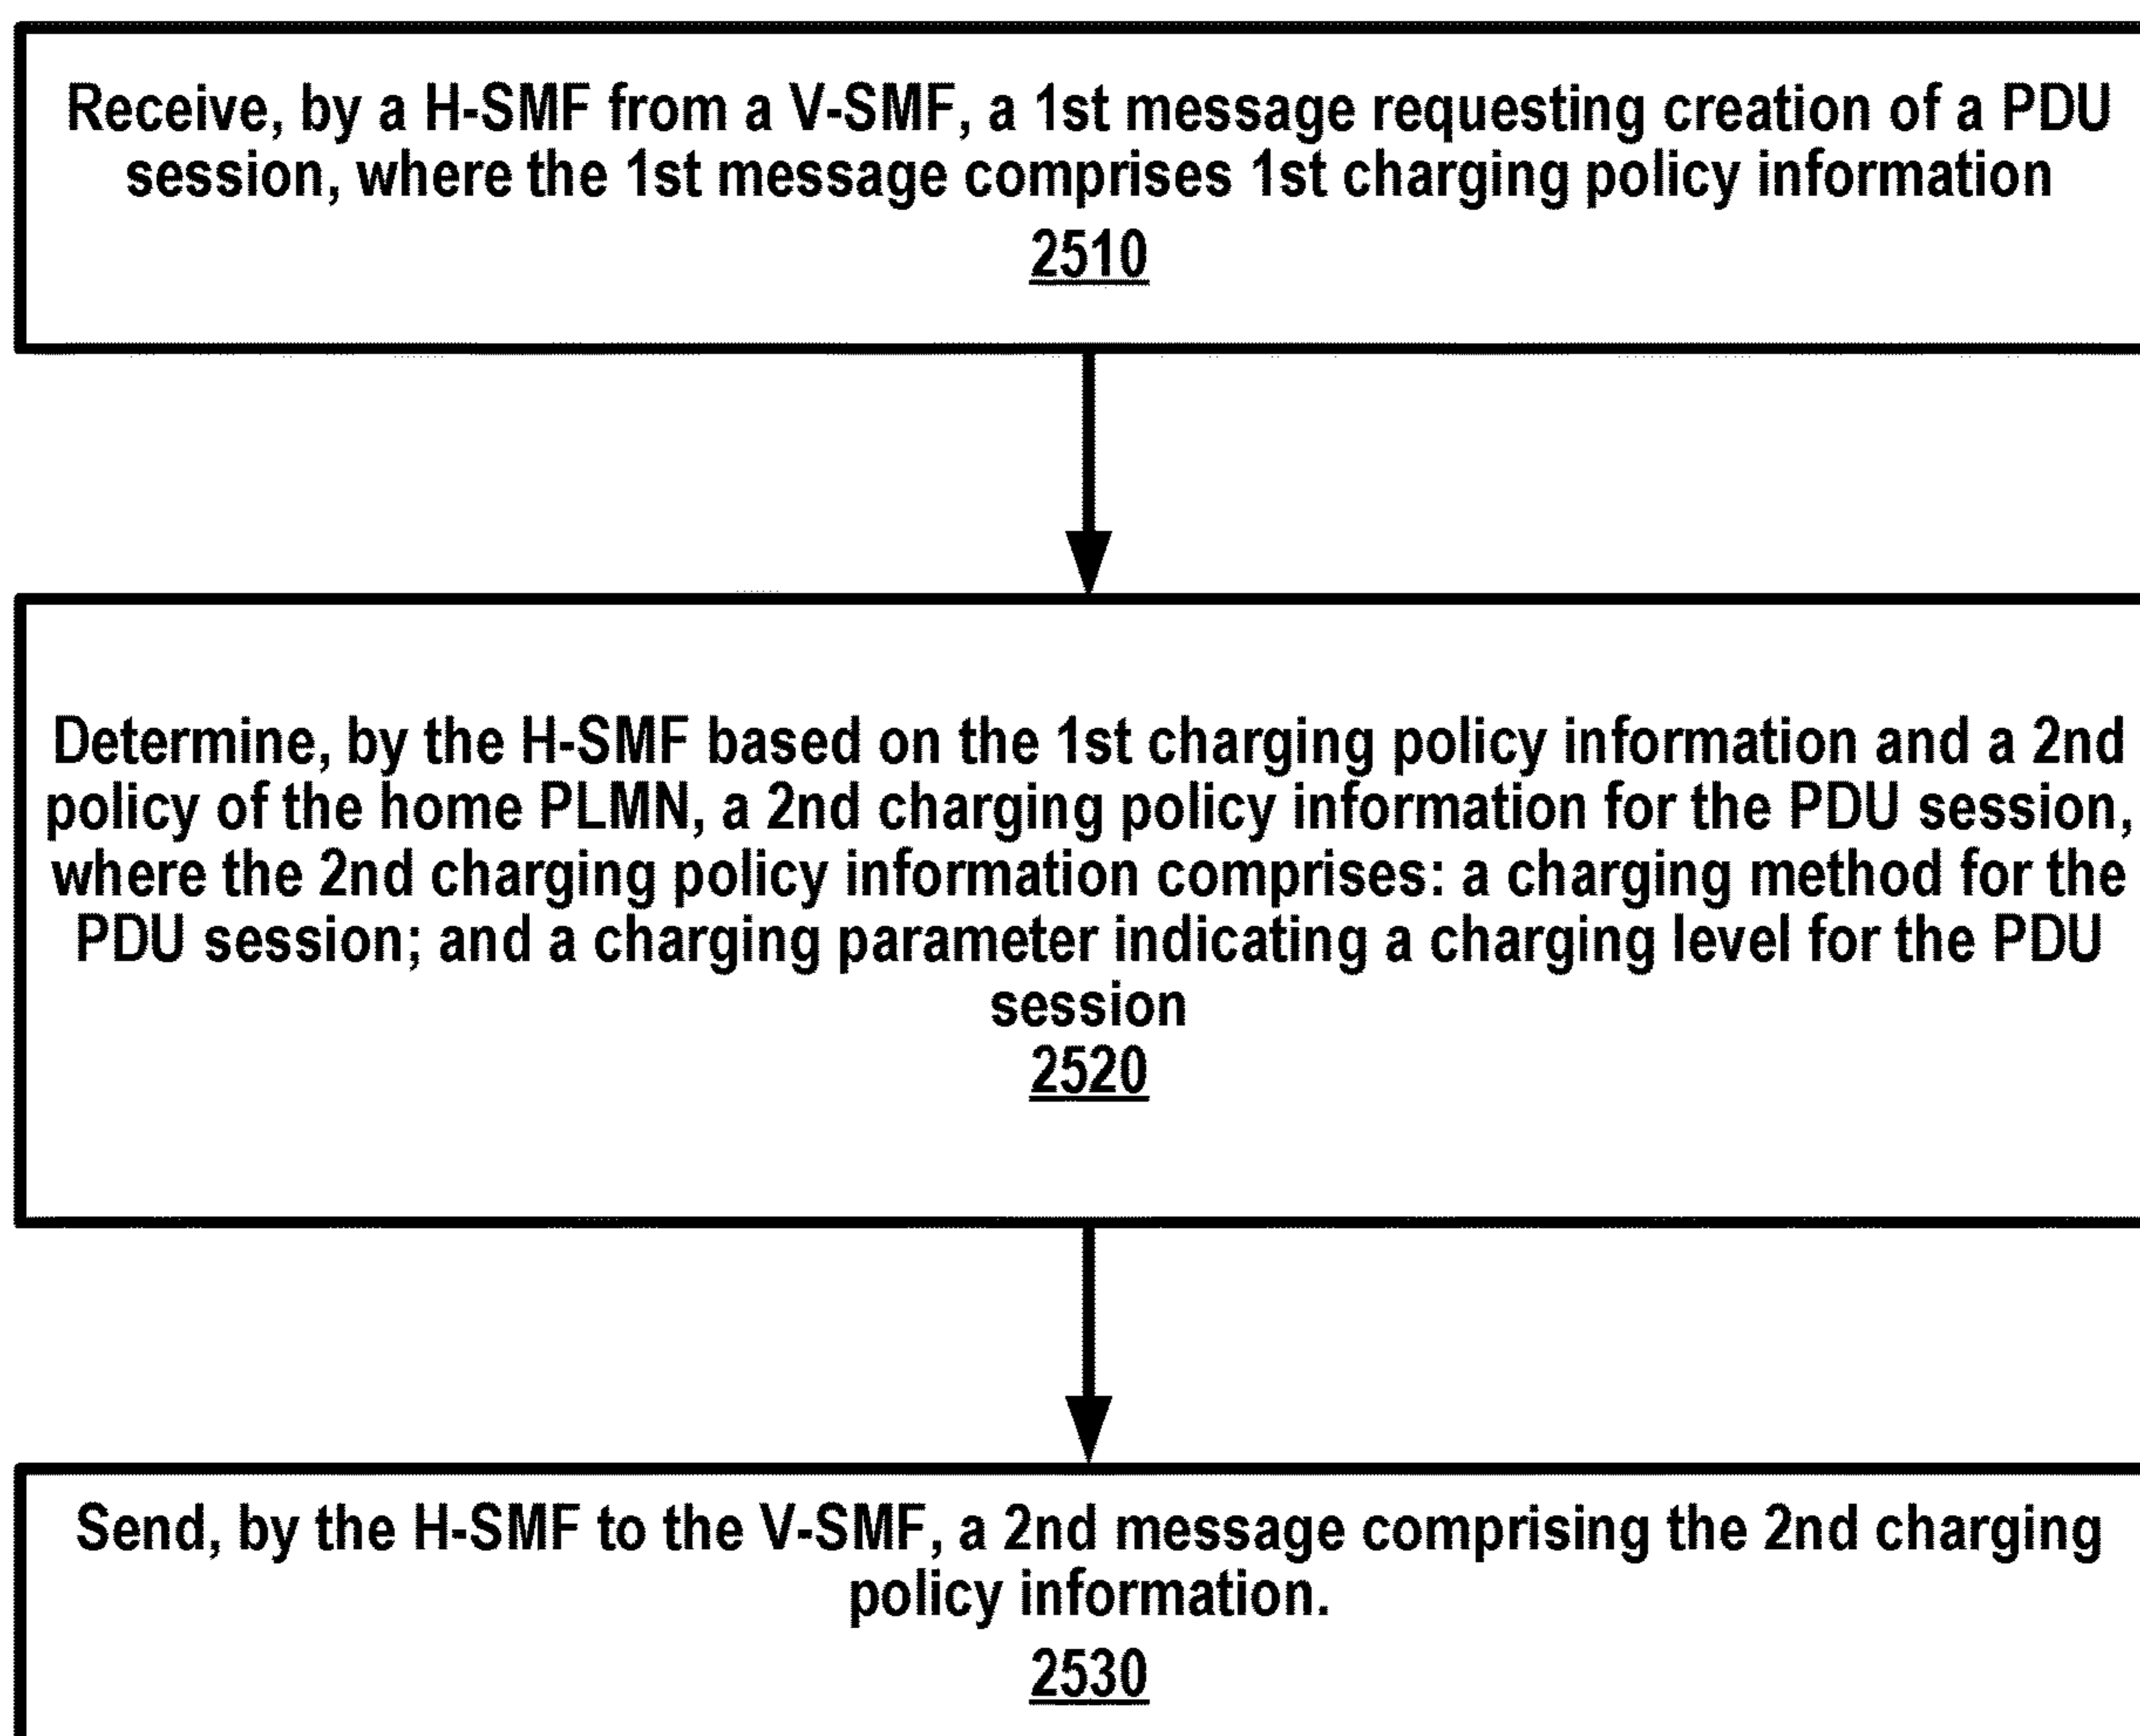 Receive, by a H-SMF from a V-SMF, a 1st message requesting creation of a PDU
session, where the 1st message comprises 1st charging policy information
2510
Determine, by the H-SMF based on the 1st charging policy information and a 2nd
policy of the home PLMN, a 2nd charging policy information for the PDU session,
where the 2nd charging policy information comprises: a charging method for the
PDU session; and a charging parameter indicating a charging level for the PDU
session
2520
Send, by the H-SMF to the V-SMF, a 2nd message comprising the 2nd charging
policy information.
2530